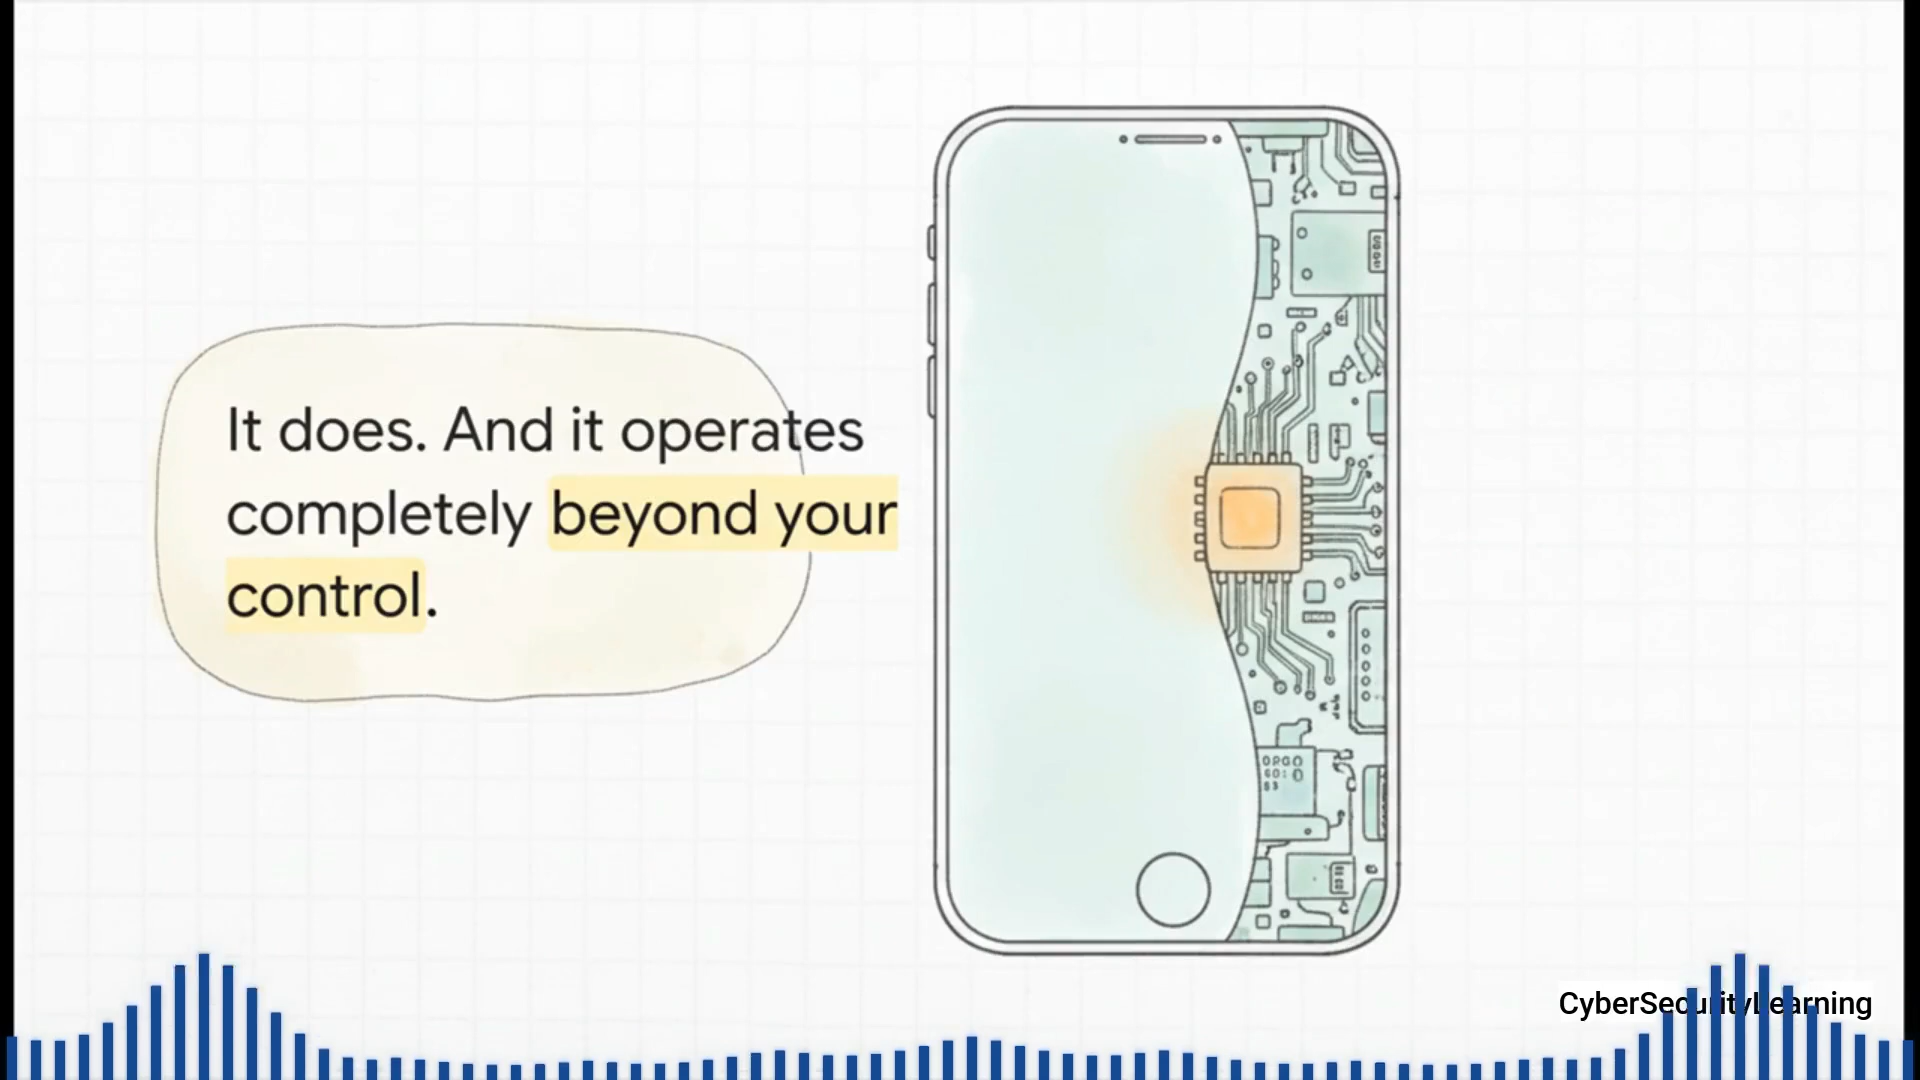 It does. And it operates
completely beyond your
control.
CyberSecurityLearning